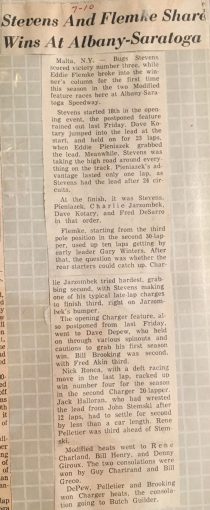 7-10
Stevens And Flemke Share
Wins At Albany-Saratoga
Malta, N.Y. — Bugs Stevens
scored victory number three, while
Eddie Flemke broke into the win-
ner's column for the first time
this season in the two Modified
feature races here at Albany-Sara
toga Speedway.
Stevens started 18th in the open-
ing event, the postponed feature
rained out last Friday. Dave Ko-
tary jumped into the lead at the
start, and held on for 23 laps,
when Eddie Pieniazek grabbed
the lead. Meanwhile, Stevens was
taking the high road around every-
thing on the track. Pieniazek's ad-
vantage lasted only one lap, as
Stevens had the lead after 24 cir-
cuits.
At the finish, it was Stevens,
Pieniazek, Charlie Jarzombek,
Dave Kotary, and Fred DeSarro
in that order.
Flemke, starting from the third
pole position in the second 30-lap-
per, used up ten laps getting by
early leader Gary Winters. After
that, the question was whether the
rear starters could catch up. Char-
lie Jarzombek tried hardest, grab-
bing second, with Stevens making
one of his typical late-lap charges
to finish third, right on Jarzom-
bek's bumper.
The opening Charger feature, al-
so postponed from last Friday,
went to Dave Depew, who held
on through various spinouts and
cautions to grab his first season
win. Bill Brooking was second,
with Fred Akin third.
Nick Ronca, with a deft racing
move in the last lap, racked up
win number four for the season
in the second Charger 20-lapper.
Jack Halloran, who had wrested
the lead from John Stemski after
12 laps, had to settle for second
by less than a car length. Rene
Pelletier was third ahead of Stem-
ski.
Modified heats went to Rene
Charland, Bill Henry, and Denny
Giroux. The two consolations were
won by Guy Chartrand and Bill
Greco.
DePew, Pelletier and Brooking
won Charger heats, the consola-
tion going to Butch Guilder.